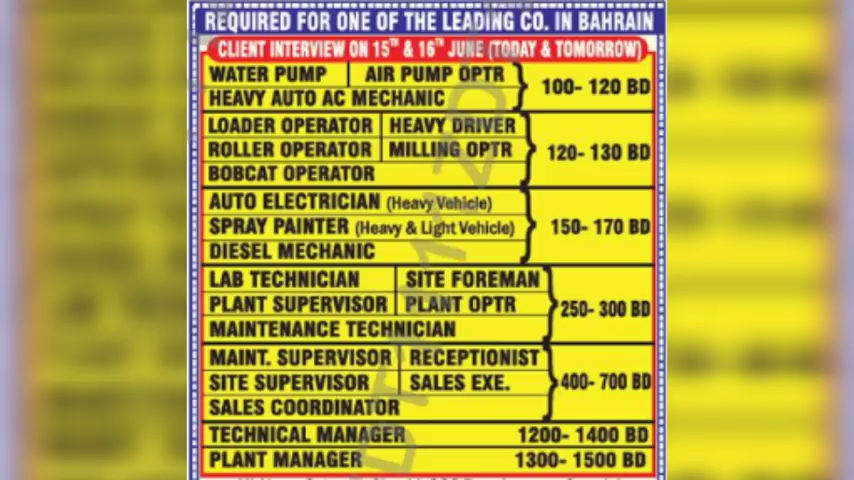 REQUIRED FOR ONE OF THE LEADING CO. IN BAHRAIN
CLIENT INTERVIEW ON 15TH & 16TH JUNE (TODAY & TOMORROW)
WATER PUMP AIR PUMP OPTR
HEAVY AUTO AC MECHANIC
100- 120 BD
LOADER OPERATOR HEAVY DRIVER
ROLLER OPERATOR MILLING OPTR
BOBCAT OPERATOR
120- 130 BD
AUTO ELECTRICIAN (Heavy Vehicle)
SPRAY PAINTER (Heavy & Light Vehicle)
DIESEL MECHANIC
150- 170 BD
LAB TECHNICIAN SITE FOREMAN
PLANT SUPERVISOR PLANT OPTR
MAINTENANCE TECHNICIAN
250- 300 BD
MAINT. SUPERVISOR RECEPTIONIST
SITE SUPERVISOR SALES EXE.
SALES COORDINATOR
400- 700 BD
TECHNICAL MANAGER 1200- 1400 BD
PLANT MANAGER 1300- 1500 BD